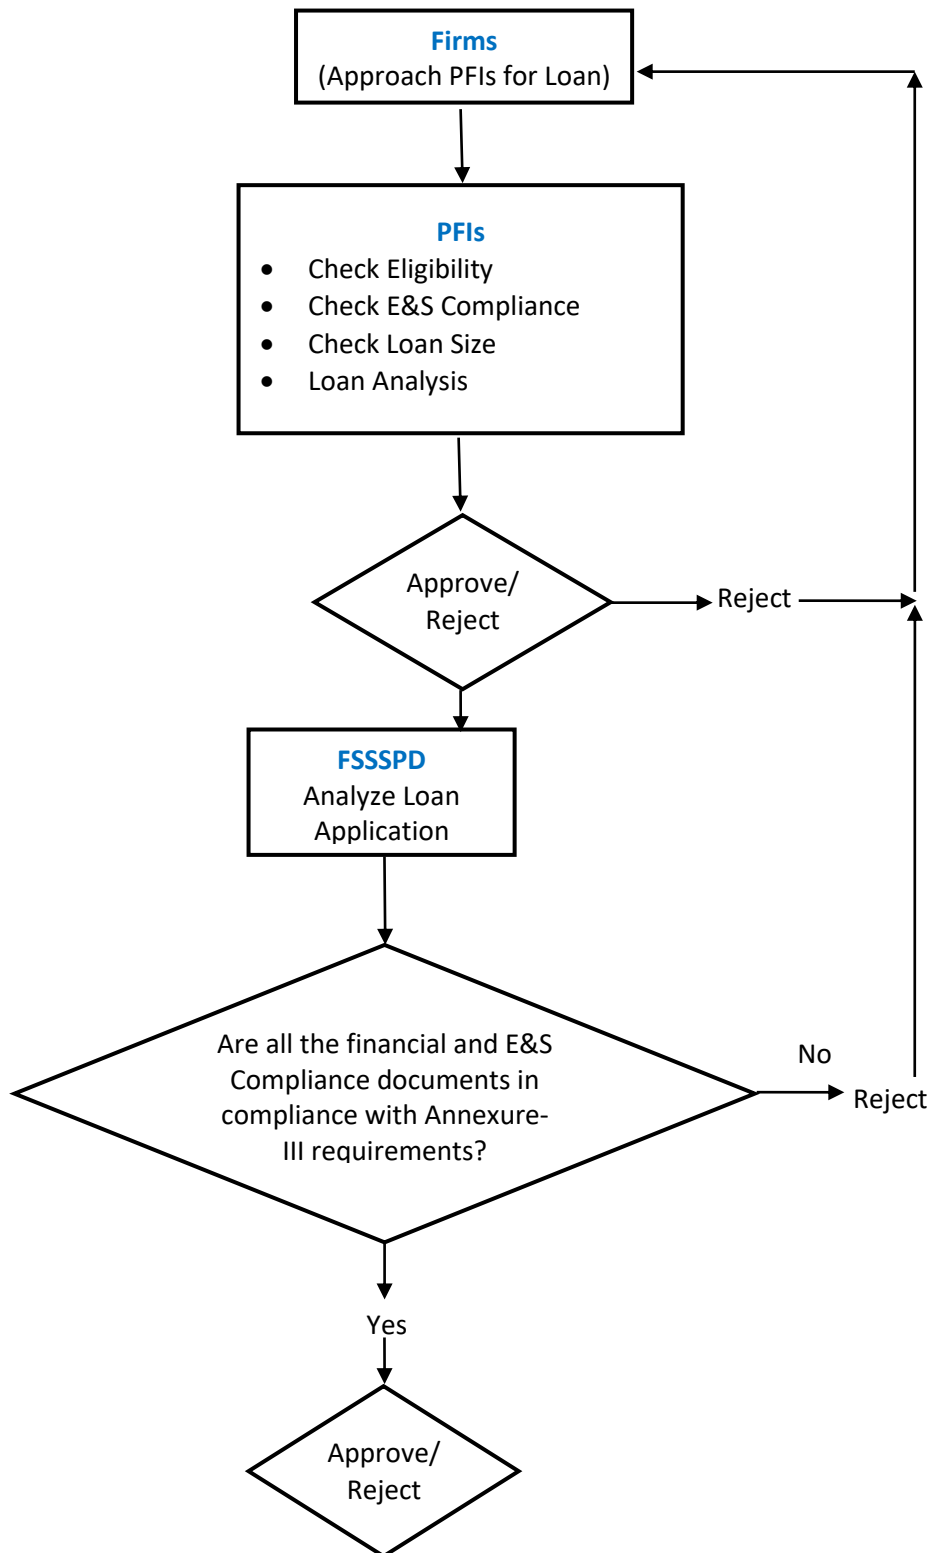 Firms
(Approach PFIs for Loan)
PFIs
• Check Eligibility
• Check E&S Compliance
• Check Loan Size
• Loan Analysis
Approve/
Reject
Reject
FSSSPD
Analyze Loan
Application
Are all the financial and E&S
Compliance documents in
compliance with Annexure-
III requirements?
No
Reject
Yes
Approve/
Reject